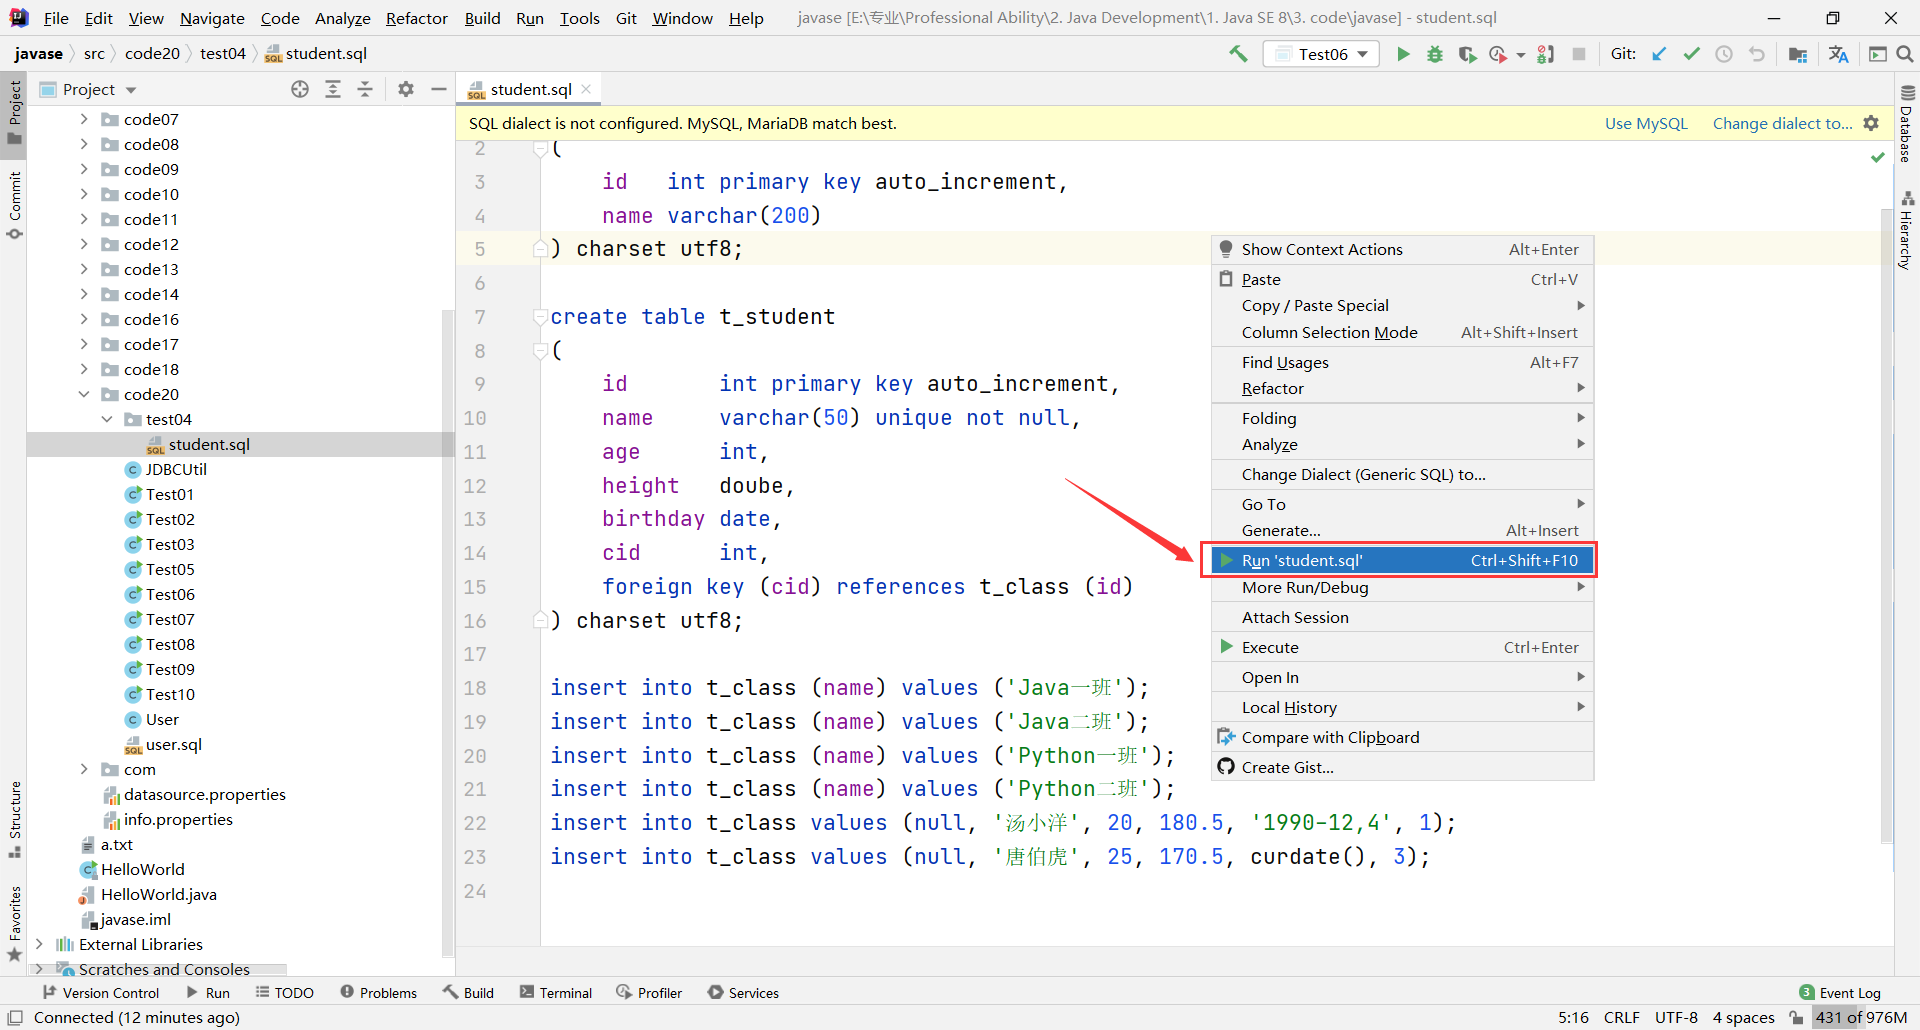 File Edit View Navigate Code Analyze Refactor Build Run Tools Git Window Help javase [E:\专业\Professional Ability\2. Java Development\1. Java SE 8\3. code\javase] - student.sql
javase src code20 test04 student.sql Test06 Git:
Project
student.sql
SQL dialect is not configured. MySQL, MariaDB match best. Use MySQL Change dialect to...
Project
Commit
Structure
Favorites
code07
code08
code09
code10
code11
code12
code13
code14
code16
code17
code18
code20
test04
student.sql
JDBCUtil
Test01
Test02
Test03
Test05
Test06
Test07
Test08
Test09
Test10
User
user.sql
com
datasource.properties
info.properties
a.txt
HelloWorld
HelloWorld.java
javase.iml
External Libraries
Scratches and Consoles
2 (
3 id int primary key auto_increment,
4 name varchar(200)
5 ) charset utf8;
6
7 create table t_student
8 (
9 id int primary key auto_increment,
10 name varchar(50) unique not null,
11 age int,
12 height doube,
13 birthday date,
14 cid int,
15 foreign key (cid) references t_class (id)
16 ) charset utf8;
17
18 insert into t_class (name) values ('Java一班');
19 insert into t_class (name) values ('Java二班');
20 insert into t_class (name) values ('Python一班');
21 insert into t_class (name) values ('Python二班');
22 insert into t_class values (null, '汤小洋', 20, 180.5, '1990-12,4', 1);
23 insert into t_class values (null, '唐伯虎', 25, 170.5, curdate(), 3);
24
Show Context Actions Alt+Enter
Paste Ctrl+V
Copy / Paste Special
Column Selection Mode Alt+Shift+Insert
Find Usages Alt+F7
Refactor
Folding
Analyze
Change Dialect (Generic SQL) to...
Go To
Generate... Alt+Insert
Run 'student.sql' Ctrl+Shift+F10
More Run/Debug
Attach Session
Execute Ctrl+Enter
Open In
Local History
Compare with Clipboard
Create Gist...
Database
Hierarchy
Version Control Run TODO Problems Build Terminal Profiler Services 3 Event Log
Connected (12 minutes ago) 5:16 CRLF UTF-8 4 spaces 431 of 976M